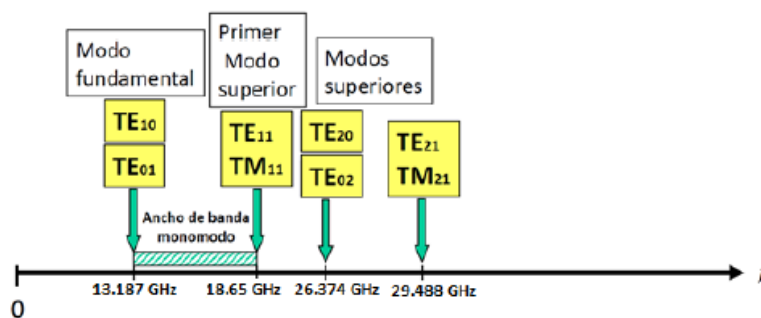 Modo
fundamental
Primer
Modo
superior
Modos
superiores
TE10
TE01
TE11
TM11
TE20
TE02
TE21
TM21
Ancho de banda
monomodo
0
13.187 GHz
18.65 GHz
26.374 GHz
29.488 GHz